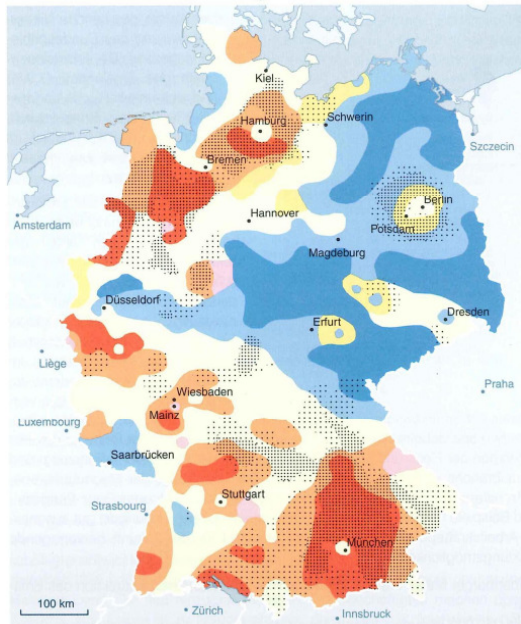 Kiel
Hamburg
Schwerin
Szczecin
Bremen
Amsterdam
Hannover
Berlin
Potsdam
Magdeburg
Düsseldorf
Erfurt
Dresden
Liège
Wiesbaden
Praha
Mainz
Luxembourg
Saarbrücken
Stuttgart
Strasbourg
München
100 km
Zürich
Innsbruck